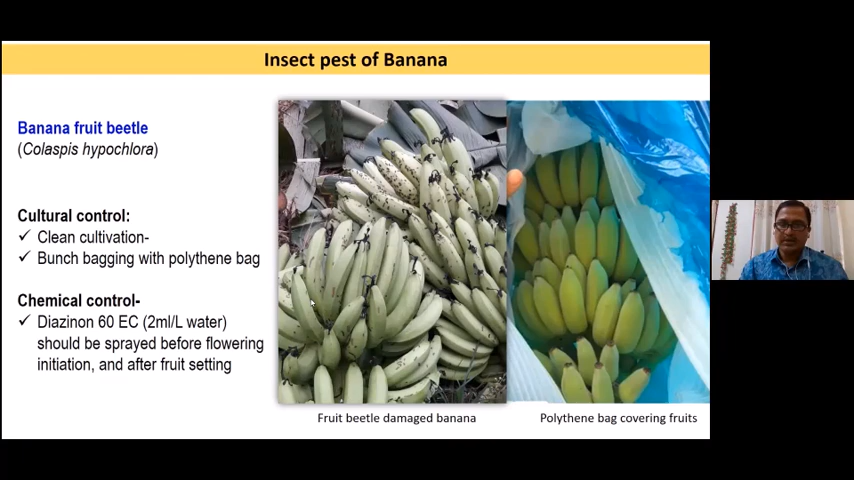 Insect pest of Banana
Banana fruit beetle
(Colaspis hypochlora)
Cultural control:
✓ Clean cultivation-
✓ Bunch bagging with polythene bag
Chemical control-
✓ Diazinon 60 EC (2ml/L water)
should be sprayed before flowering
initiation, and after fruit setting
Fruit beetle damaged banana
Polythene bag covering fruits